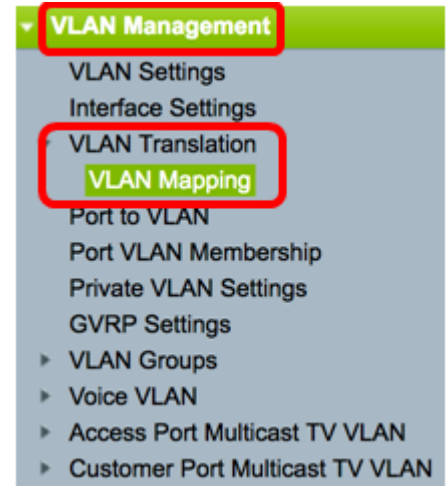 VLAN Management
VLAN Settings
Interface Settings
VLAN Translation
VLAN Mapping
Port to VLAN
Port VLAN Membership
Private VLAN Settings
GVRP Settings
VLAN Groups
Voice VLAN
Access Port Multicast TV VLAN
Customer Port Multicast TV VLAN